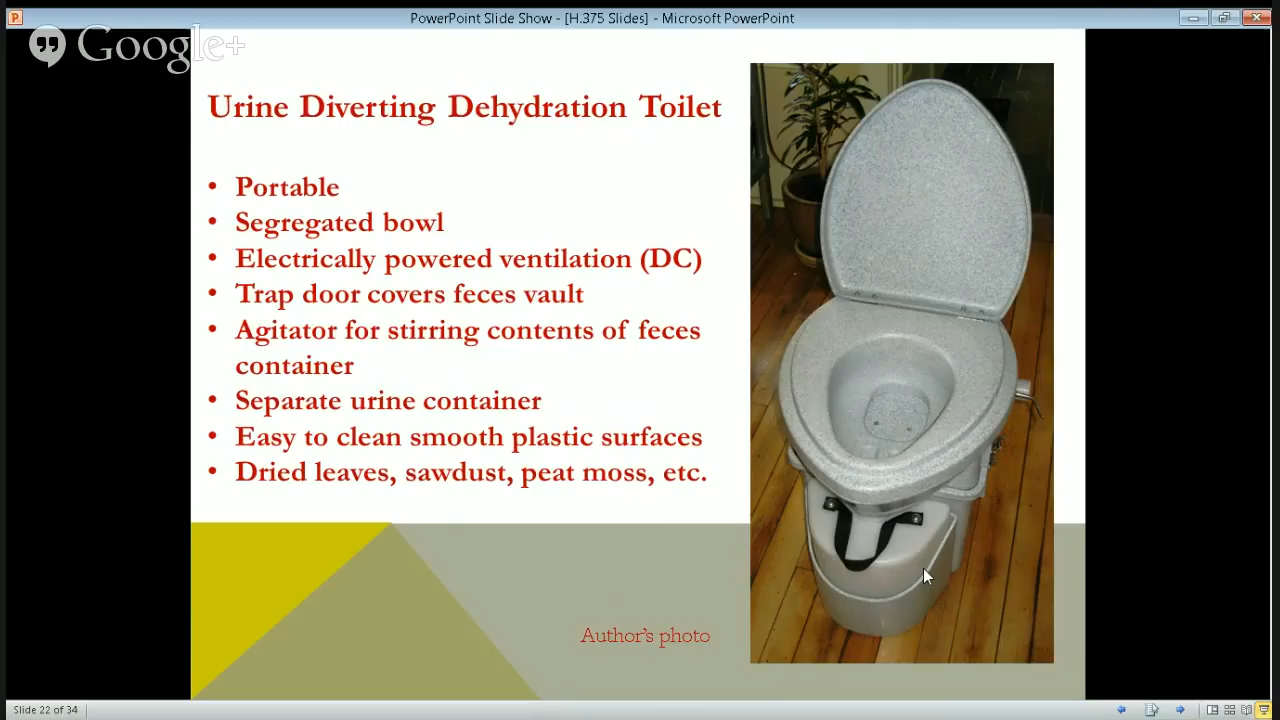 PowerPoint Slide Show - [H.375 Slides] - Microsoft PowerPoint
Google+
Urine Diverting Dehydration Toilet
• Portable
• Segregated bowl
• Electrically powered ventilation (DC)
• Trap door covers feces vault
• Agitator for stirring contents of feces
container
• Separate urine container
• Easy to clean smooth plastic surfaces
• Dried leaves, sawdust, peat moss, etc.
Author's photo
Slide 22 of 34